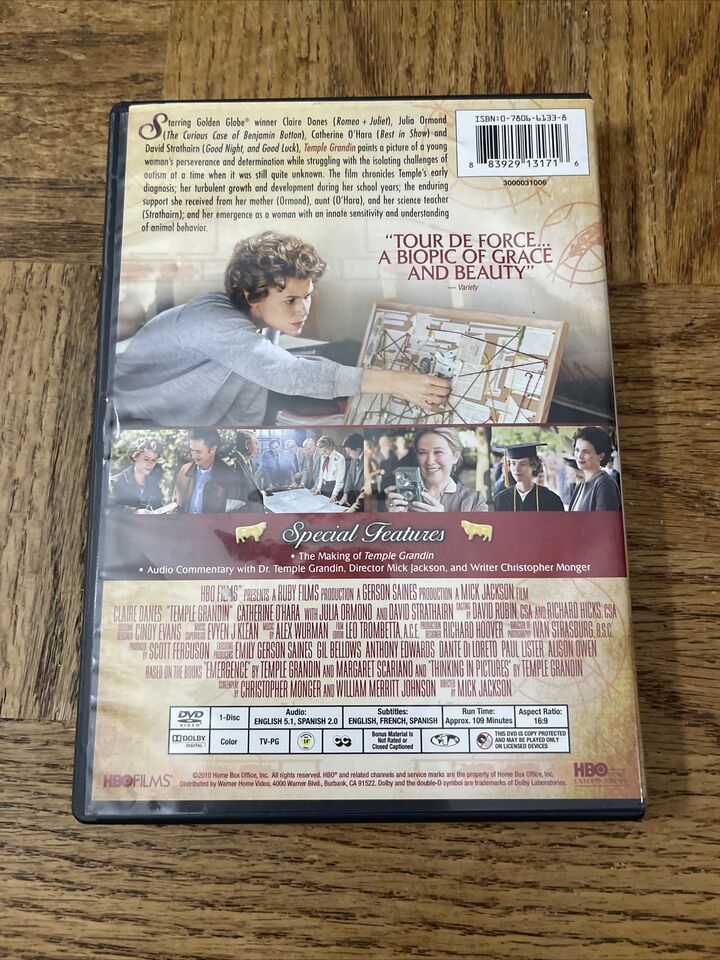 Starring Golden Globe® winner Claire Danes (Romeo + Juliet), Julia Ormond
(The Curious Case of Benjamin Button), Catherine O'Hara (Best in Show) and
David Strathairn (Good Night, and Good Luck), Temple Grandin paints a picture of a young
woman's perseverance and determination while struggling with the isolating challenges of
autism at a time when it was still quite unknown. The film chronicles Temple's early
diagnosis; her turbulent growth and development during her school years; the enduring
support she received from her mother (Ormond), aunt (O'Hara), and her science teacher
(Strathairn); and her emergence as a woman with an innate sensitivity and understanding
of animal behavior.
ISBN:0-7806-6133-8
8 83929 13171 6
3000031006
"TOUR DE FORCE...
A BIOPIC OF GRACE
AND BEAUTY"
— Variety
Special Features
• The Making of Temple Grandin
• Audio Commentary with Dr. Temple Grandin, Director Mick Jackson, and Writer Christopher Monger
HBO FILMS® PRESENTS A RUBY FILMS PRODUCTION A GERSON SAINES PRODUCTION A MICK JACKSON FILM
CLAIRE DANES "TEMPLE GRANDIN" CATHERINE O'HARA WITH JULIA ORMOND AND DAVID STRATHAIRN CASTING BY DAVID RUBIN, CSA AND RICHARD HICKS, CSA
COSTUME DESIGNER CINDY EVANS MUSIC SUPERVISOR EVYEN J KLEAN MUSIC BY ALEX WURMAN FILM EDITOR LEO TROMBETTA, A.C.E. PRODUCTION DESIGNER RICHARD HOOVER DIRECTOR OF PHOTOGRAPHY IVAN STRASBURG, B.S.C.
PRODUCED BY SCOTT FERGUSON EXECUTIVE PRODUCERS EMILY GERSON SAINES GIL BELLOWS ANTHONY EDWARDS DANTE DI LORETO PAUL LISTER ALISON OWEN
BASED ON THE BOOKS "EMERGENCE" BY TEMPLE GRANDIN AND MARGARET SCARIANO AND "THINKING IN PICTURES" BY TEMPLE GRANDIN
SCREENPLAY BY CHRISTOPHER MONGER AND WILLIAM MERRITT JOHNSON DIRECTED BY MICK JACKSON
DVD VIDEO
1-Disc
Audio:
ENGLISH 5.1, SPANISH 2.0
Subtitles:
ENGLISH, FRENCH, SPANISH
Run Time:
Approx. 109 Minutes
Aspect Ratio:
16:9
DOLBY DIGITAL
Color
TV-PG
14
CC
Bonus Material is
Not Rated or
Closed Captioned
1
THIS DVD IS COPY PROTECTED
AND MAY BE PLAYED ONLY
ON LICENSED DEVICES
HBO FILMS®
©2010 Home Box Office, Inc. All rights reserved. HBO® and related channels and service marks are the property of Home Box Office, Inc.
Distributed by Warner Home Video, 4000 Warner Blvd., Burbank, CA 91522. Dolby and the double-D symbol are trademarks of Dolby Laboratories.
HBO HOME
ENTERTAINMENT